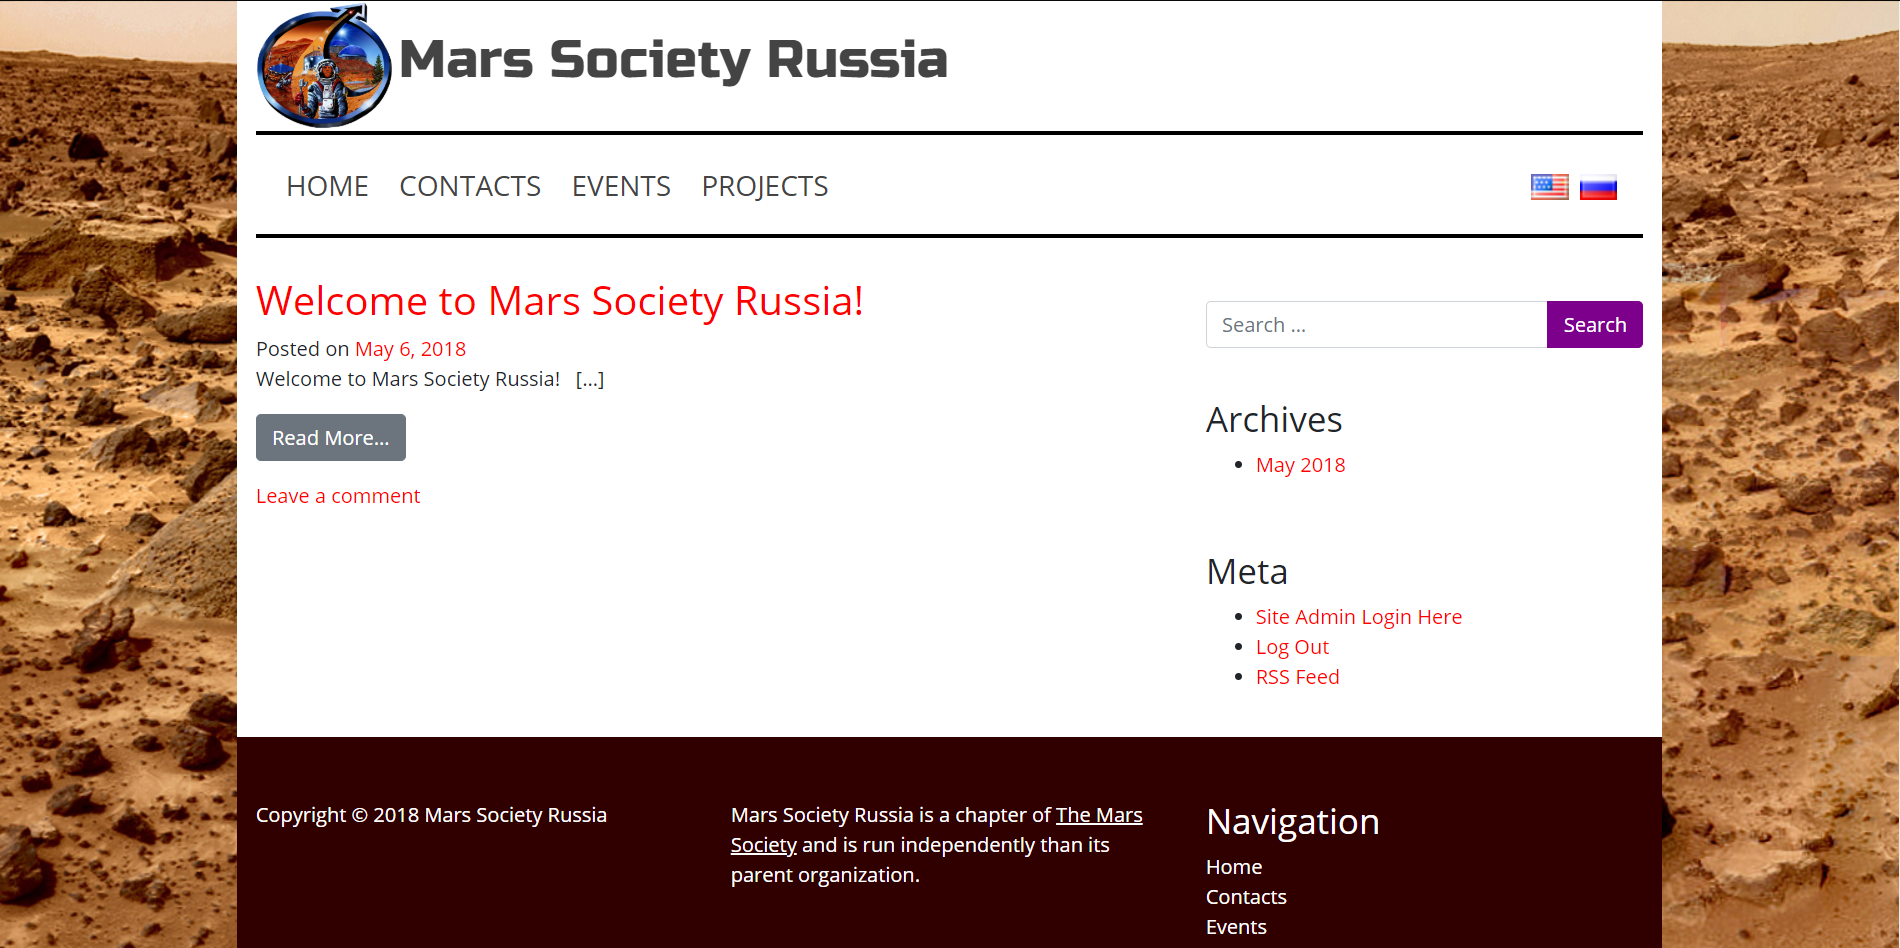 Mars Society Russia
HOME CONTACTS EVENTS PROJECTS
Welcome to Mars Society Russia!
Posted on May 6, 2018
Welcome to Mars Society Russia! [...]
Read More...
Leave a comment
Search ... Search
Archives
May 2018
Meta
Site Admin Login Here
Log Out
RSS Feed
Copyright © 2018 Mars Society Russia
Mars Society Russia is a chapter of The Mars
Society and is run independently than its
parent organization.
Navigation
Home
Contacts
Events